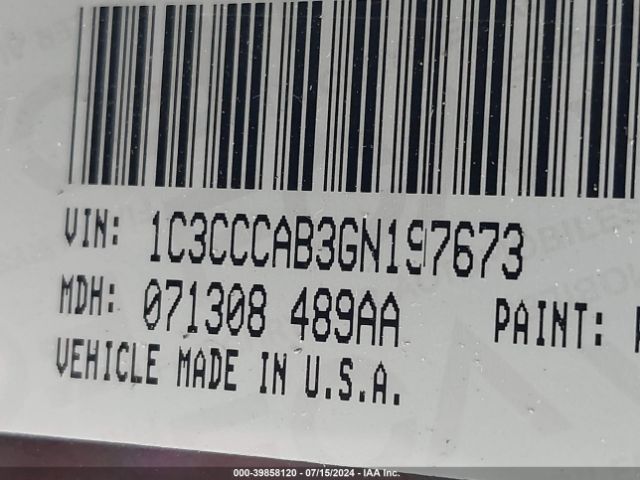 VIN: 1C3CCCAB3GN197673
MDH: 071308 489AA PAINT:
VEHICLE MADE IN U.S.A.
000-39858120 - 07/15/2024 - IAA Inc.